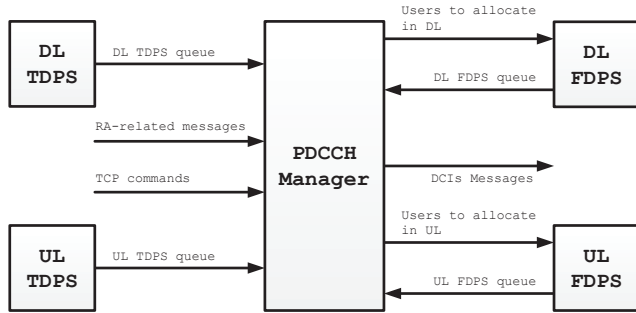 DL
TDPS
DL TDPS queue
RA-related messages
TCP commands
UL
TDPS
UL TDPS queue
PDCCH
Manager
Users to allocate
in DL
DL FDPS queue
DL
FDPS
DCIs Messages
Users to allocate
in UL
UL FDPS queue
UL
FDPS